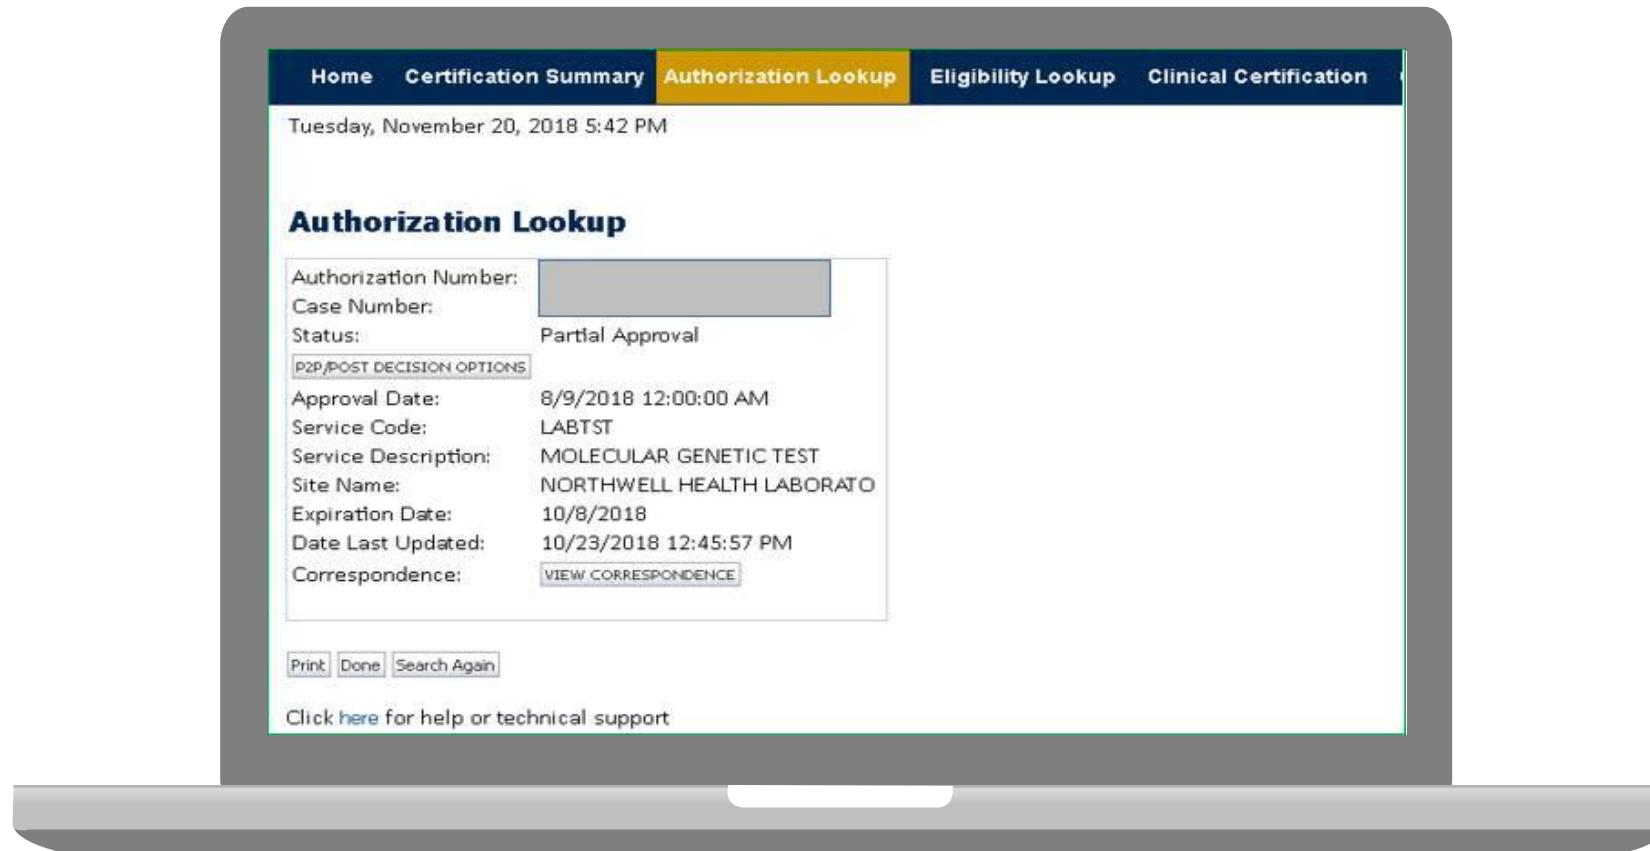 Home Certification Summary Authorization Lookup Eligibility Lookup Clinical Certification
Tuesday, November 20, 2018 5:42 PM
Authorization Lookup
Authorization Number:
Case Number:
Status: Partial Approval
P2P/POST DECISION OPTIONS
Approval Date: 8/9/2018 12:00:00 AM
Service Code: LABTST
Service Description: MOLECULAR GENETIC TEST
Site Name: NORTHWELL HEALTH LABORATO
Expiration Date: 10/8/2018
Date Last Updated: 10/23/2018 12:45:57 PM
Correspondence: VIEW CORRESPONDENCE
Print Done Search Again
Click here for help or technical support